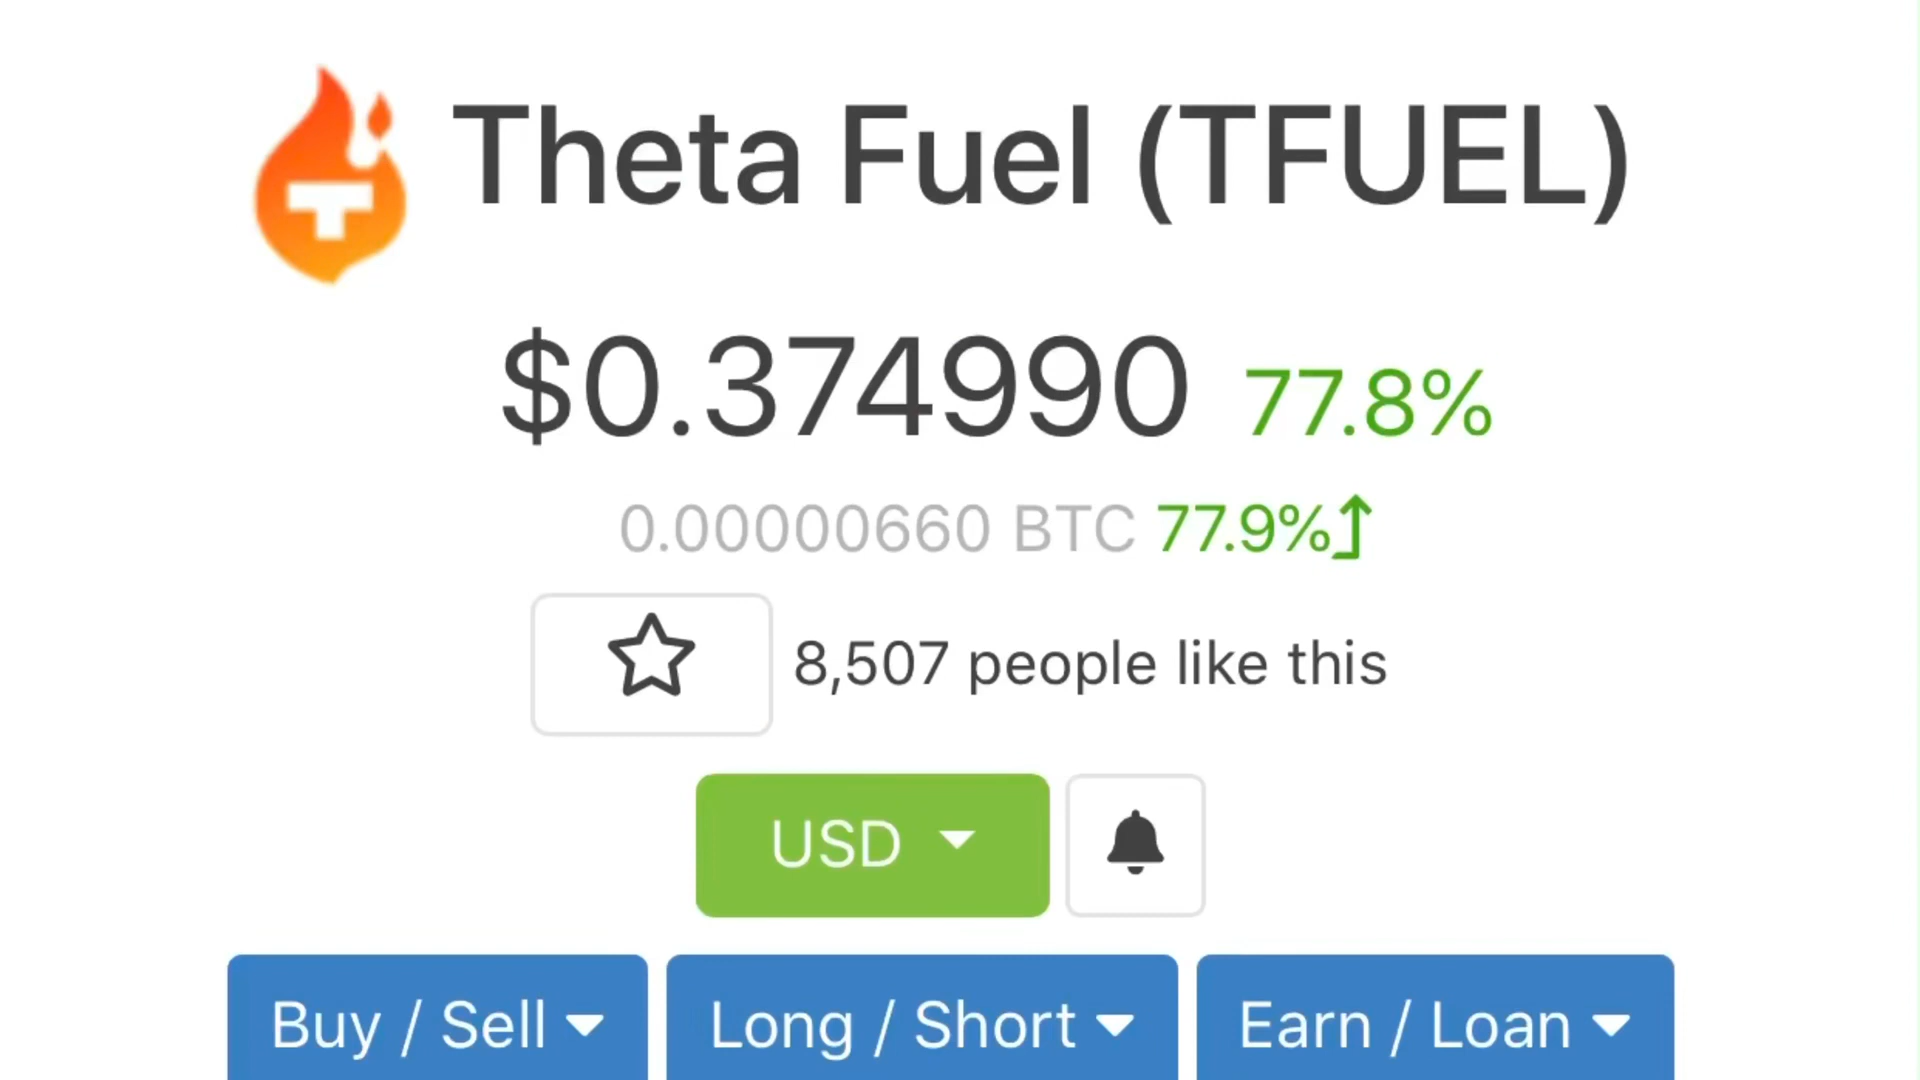 Theta Fuel (TFUEL)
$0.374990 77.8%
0.00000660 BTC 77.9%
8,507 people like this
USD
Buy / Sell Long / Short Earn / Loan